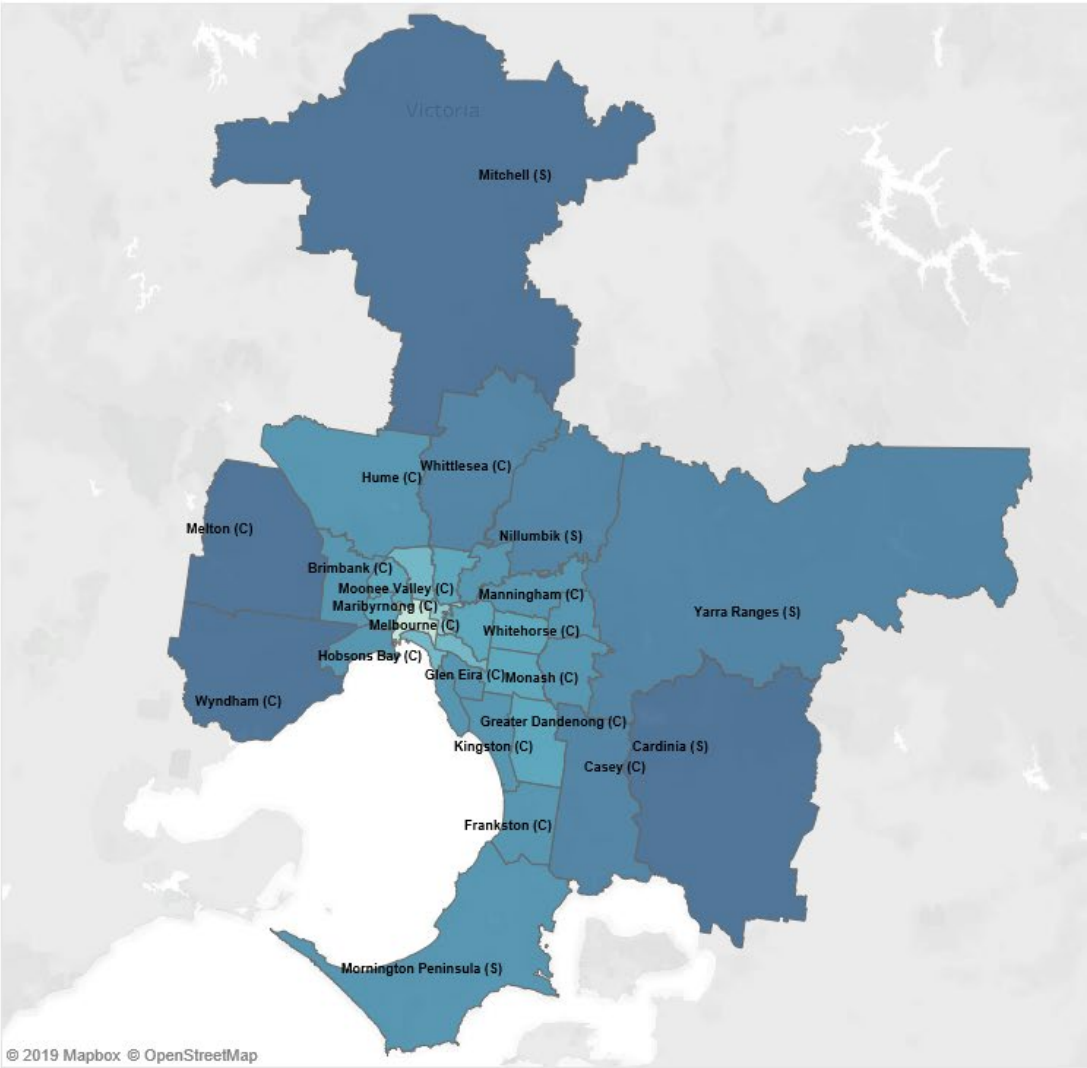 Victoria
Mitchell (S)
Whittlesea (C)
Hume (C)
Melton (C)
Nillumbik (S)
Brimbank (C)
Moonee Valley (C)
Manningham (C)
Maribyrnong (C)
Yarra Ranges (S)
Melbourne (C)
Whitehorse (C)
Hobsons Bay (C)
Glen Eira (C)
Monash (C)
Wyndham (C)
Greater Dandenong (C)
Kingston (C)
Cardinia (S)
Casey (C)
Frankston (C)
Mornington Peninsula (S)
© 2019 Mapbox © OpenStreetMap